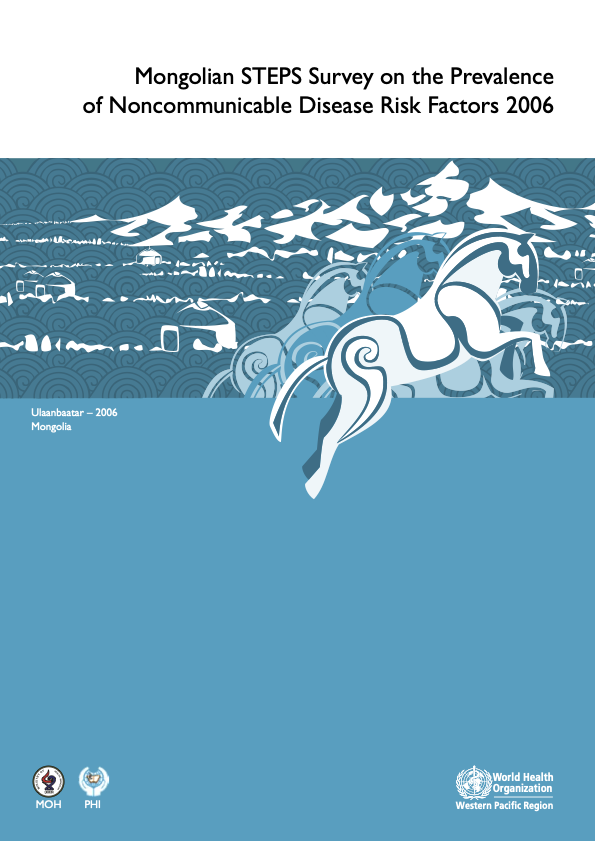 Mongolian STEPS Survey on the Prevalence
of Noncommunicable Disease Risk Factors 2006
Ulaanbaatar – 2006
Mongolia
MOH
PHI
World Health
Organization
Western Pacific Region